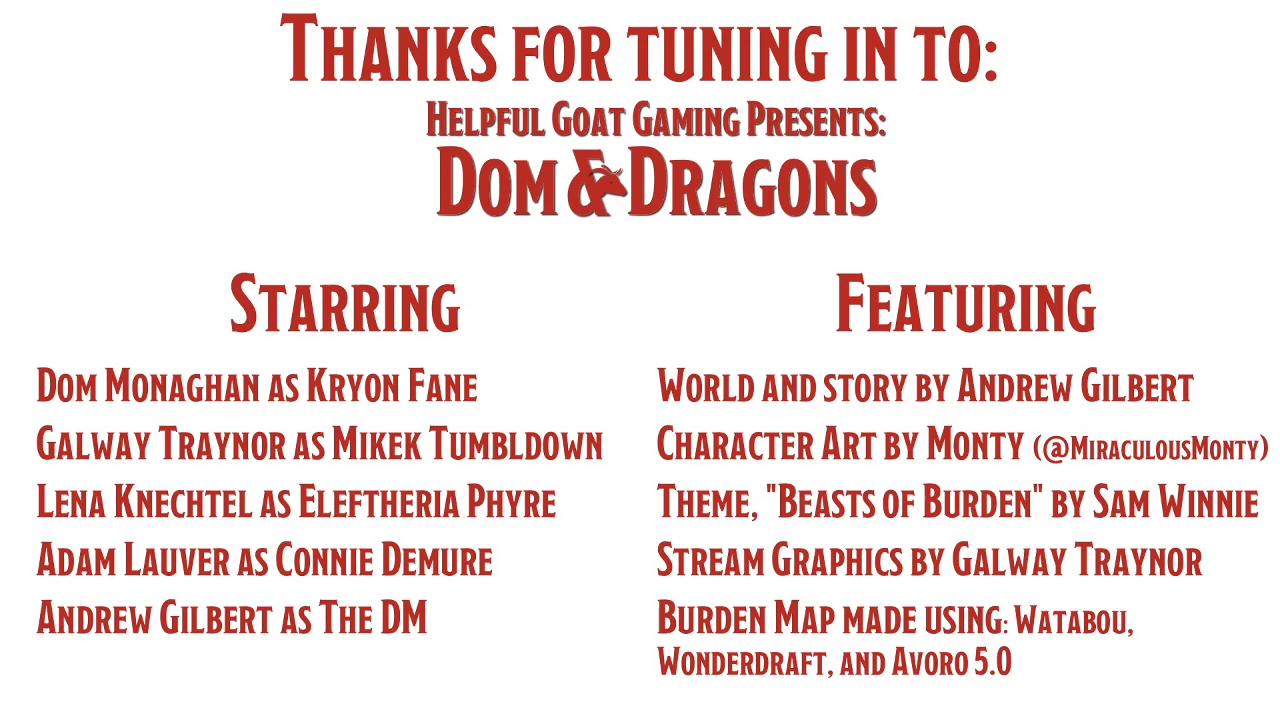 Thanks for tuning in to:
Helpful Goat Gaming Presents:
Dom & Dragons
Starring
Dom Monaghan as Kryon Fane
Galway Traynor as Mikek Tumbldown
Lena Knechtel as Eleftheria Phyre
Adam Lauver as Connie Demure
Andrew Gilbert as The DM
Featuring
World and story by Andrew Gilbert
Character Art by Monty (@MiraculousMonty)
Theme, "Beasts of Burden" by Sam Winnie
Stream Graphics by Galway Traynor
Burden Map made using: Watabou,
Wonderdraft, and Avoro 5.0